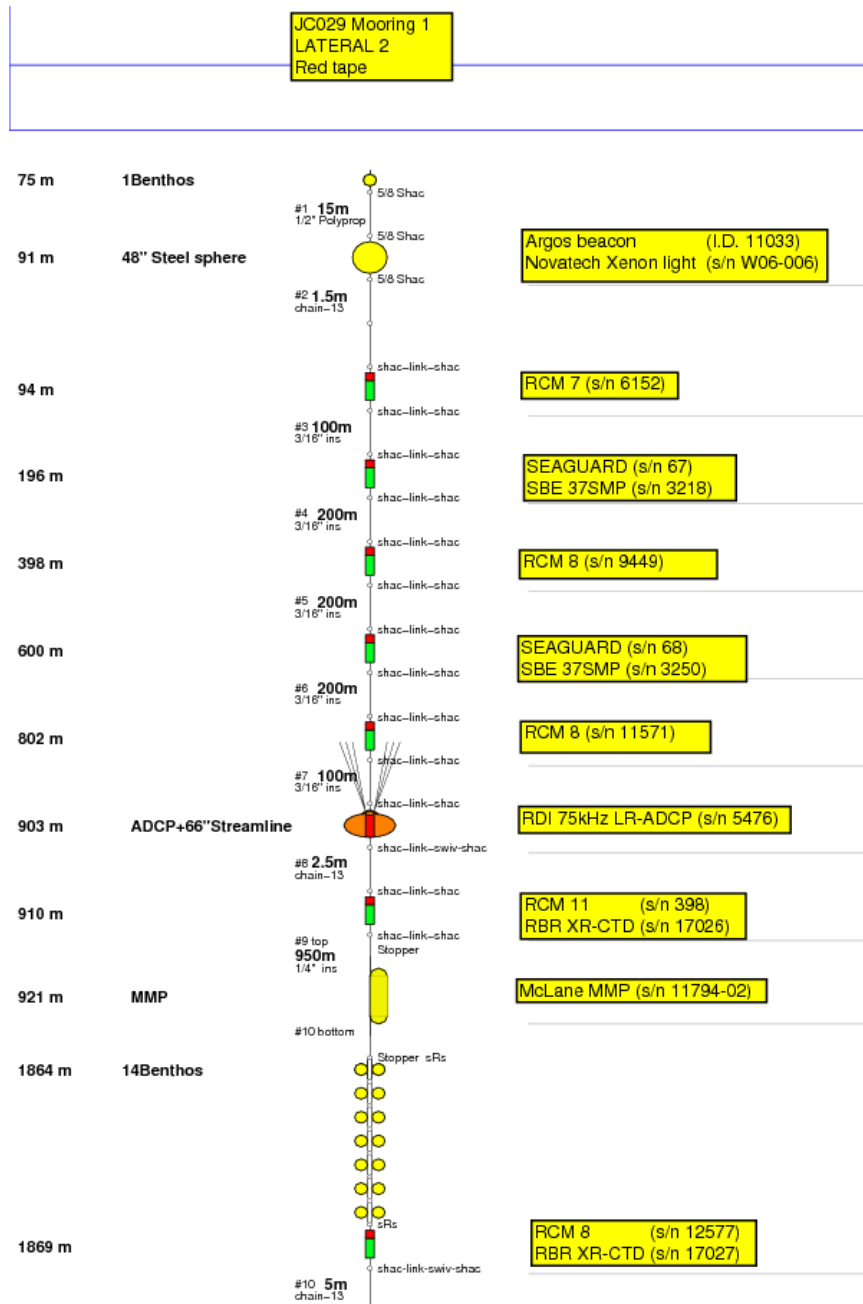 JC029 Mooring 1
LATERAL 2
Red tape
75 m
1Benthos
5/8 Shac
#1 15m
1/2" Polyprop
5/8 Shac
91 m
48" Steel sphere
Argos beacon (I.D. 11033)
Novatech Xenon light (s/n W06-006)
5/8 Shac
#2 1.5m
chain-13
shac-link-shac
94 m
RCM 7 (s/n 6152)
shac-link-shac
#3 100m
3/16" ins
shac-link-shac
196 m
SEAGUARD (s/n 67)
SBE 37SMP (s/n 3218)
shac-link-shac
#4 200m
3/16" ins
shac-link-shac
398 m
RCM 8 (s/n 9449)
shac-link-shac
#5 200m
3/16" ins
shac-link-shac
600 m
SEAGUARD (s/n 68)
SBE 37SMP (s/n 3250)
shac-link-shac
#6 200m
3/16" ins
shac-link-shac
802 m
RCM 8 (s/n 11571)
shac-link-shac
#7 100m
3/16" ins
shac-link-shac
903 m
ADCP+66"Streamline
RDI 75kHz LR-ADCP (s/n 5476)
shac-link-swiv-shac
#8 2.5m
chain-13
shac-link-shac
910 m
RCM 11 (s/n 398)
RBR XR-CTD (s/n 17026)
shac-link-shac
#9 top
Stopper
950m
1/4" ins
921 m
MMP
McLane MMP (s/n 11794-02)
#10 bottom
Stopper sRs
1864 m
14Benthos
sRs
1869 m
RCM 8 (s/n 12577)
RBR XR-CTD (s/n 17027)
shac-link-swiv-shac
#10 5m
chain-13